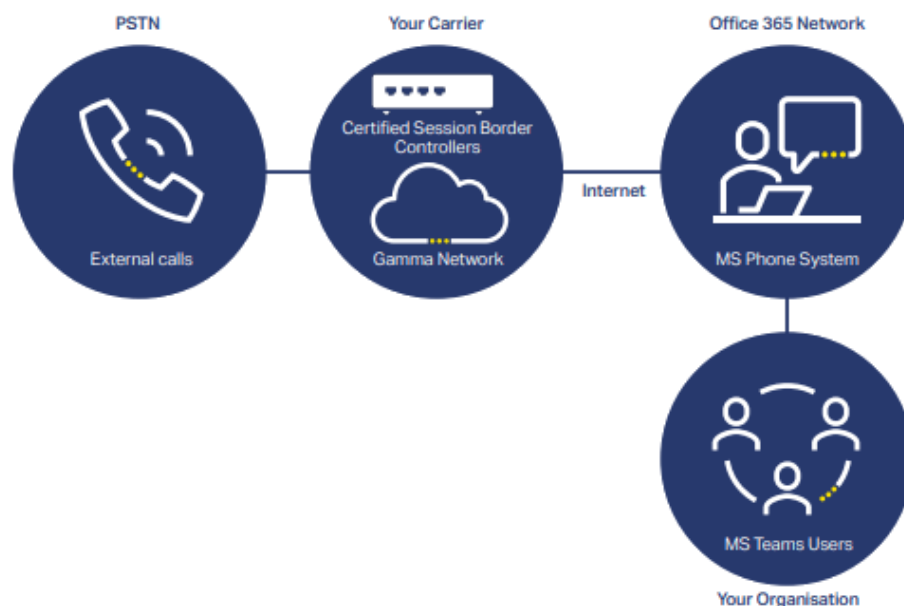 PSTN
Your Carrier
Office 365 Network
Certified Session Border
Controllers
Internet
External calls
Gamma Network
MS Phone System
MS Teams Users
Your Organisation